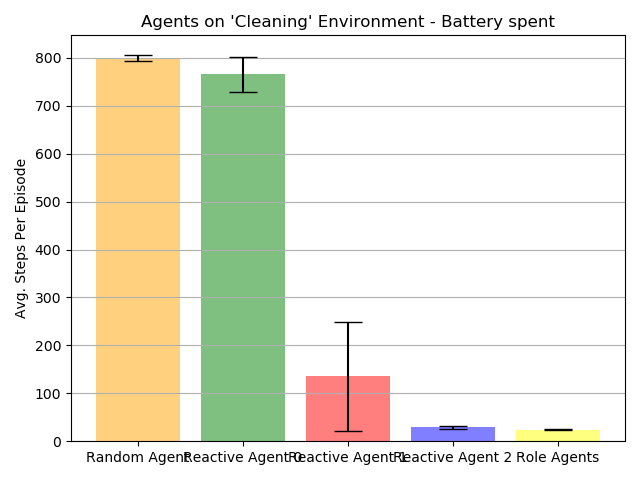 Agents on 'Cleaning' Environment - Battery spent
Avg. Steps Per Episode
800
700
600
500
400
300
200
100
0
Random Agent
Reactive Agent 0
Reactive Agent 1
Reactive Agent 2
Role Agents